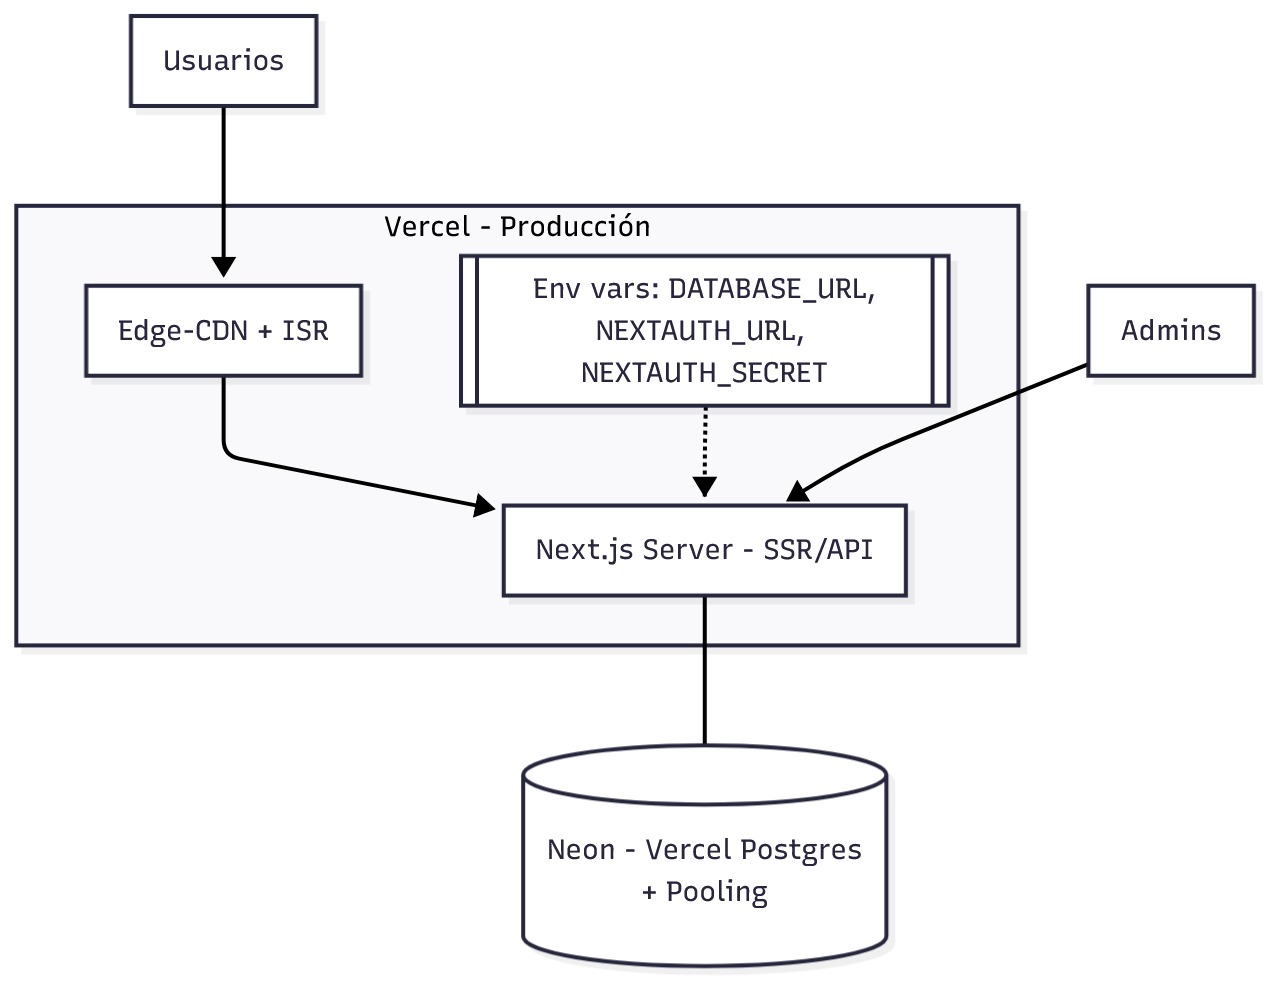 Usuarios
Vercel - Producción
Edge-CDN + ISR
Env vars: DATABASE_URL,
NEXTAUTH_URL,
NEXTAUTH_SECRET
Admins
Next.js Server - SSR/API
Neon - Vercel Postgres
+ Pooling